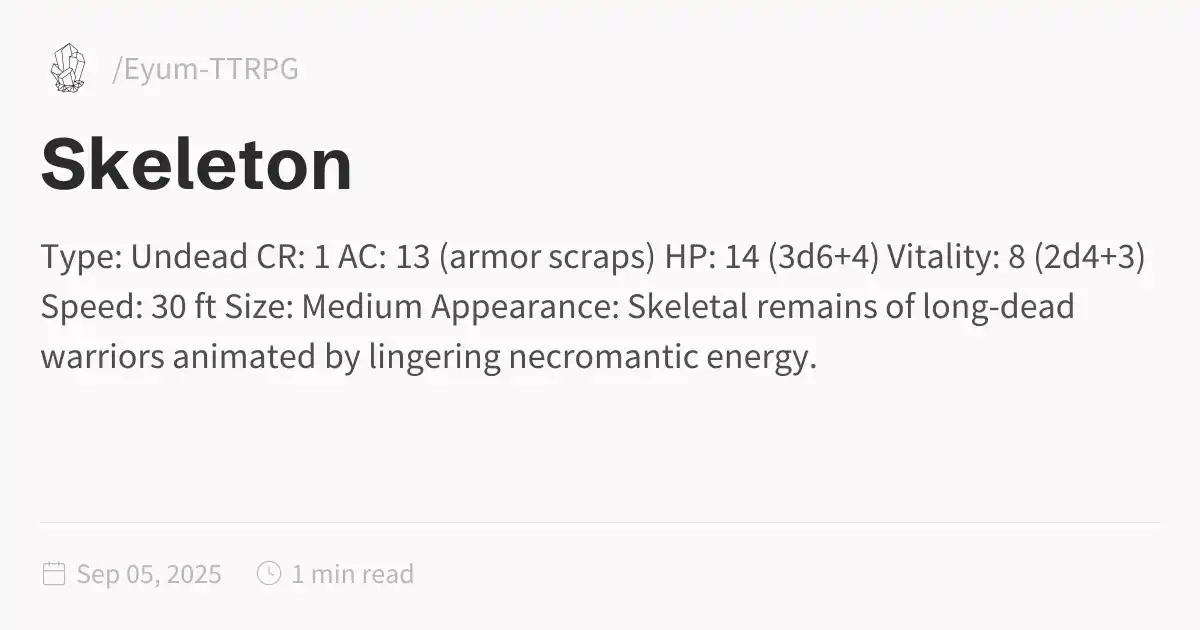 /Eyum-TTRPG
Skeleton
Type: Undead CR: 1 AC: 13 (armor scraps) HP: 14 (3d6+4) Vitality: 8 (2d4+3)
Speed: 30 ft Size: Medium Appearance: Skeletal remains of long-dead
warriors animated by lingering necromantic energy.
Sep 05, 2025 1 min read